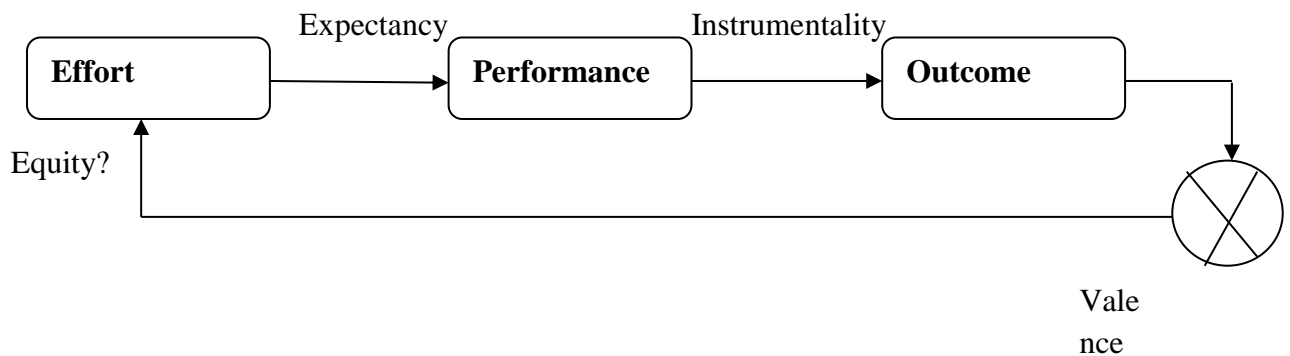 Expectancy
Instrumentality
Effort
Performance
Outcome
Equity?
Vale
nce